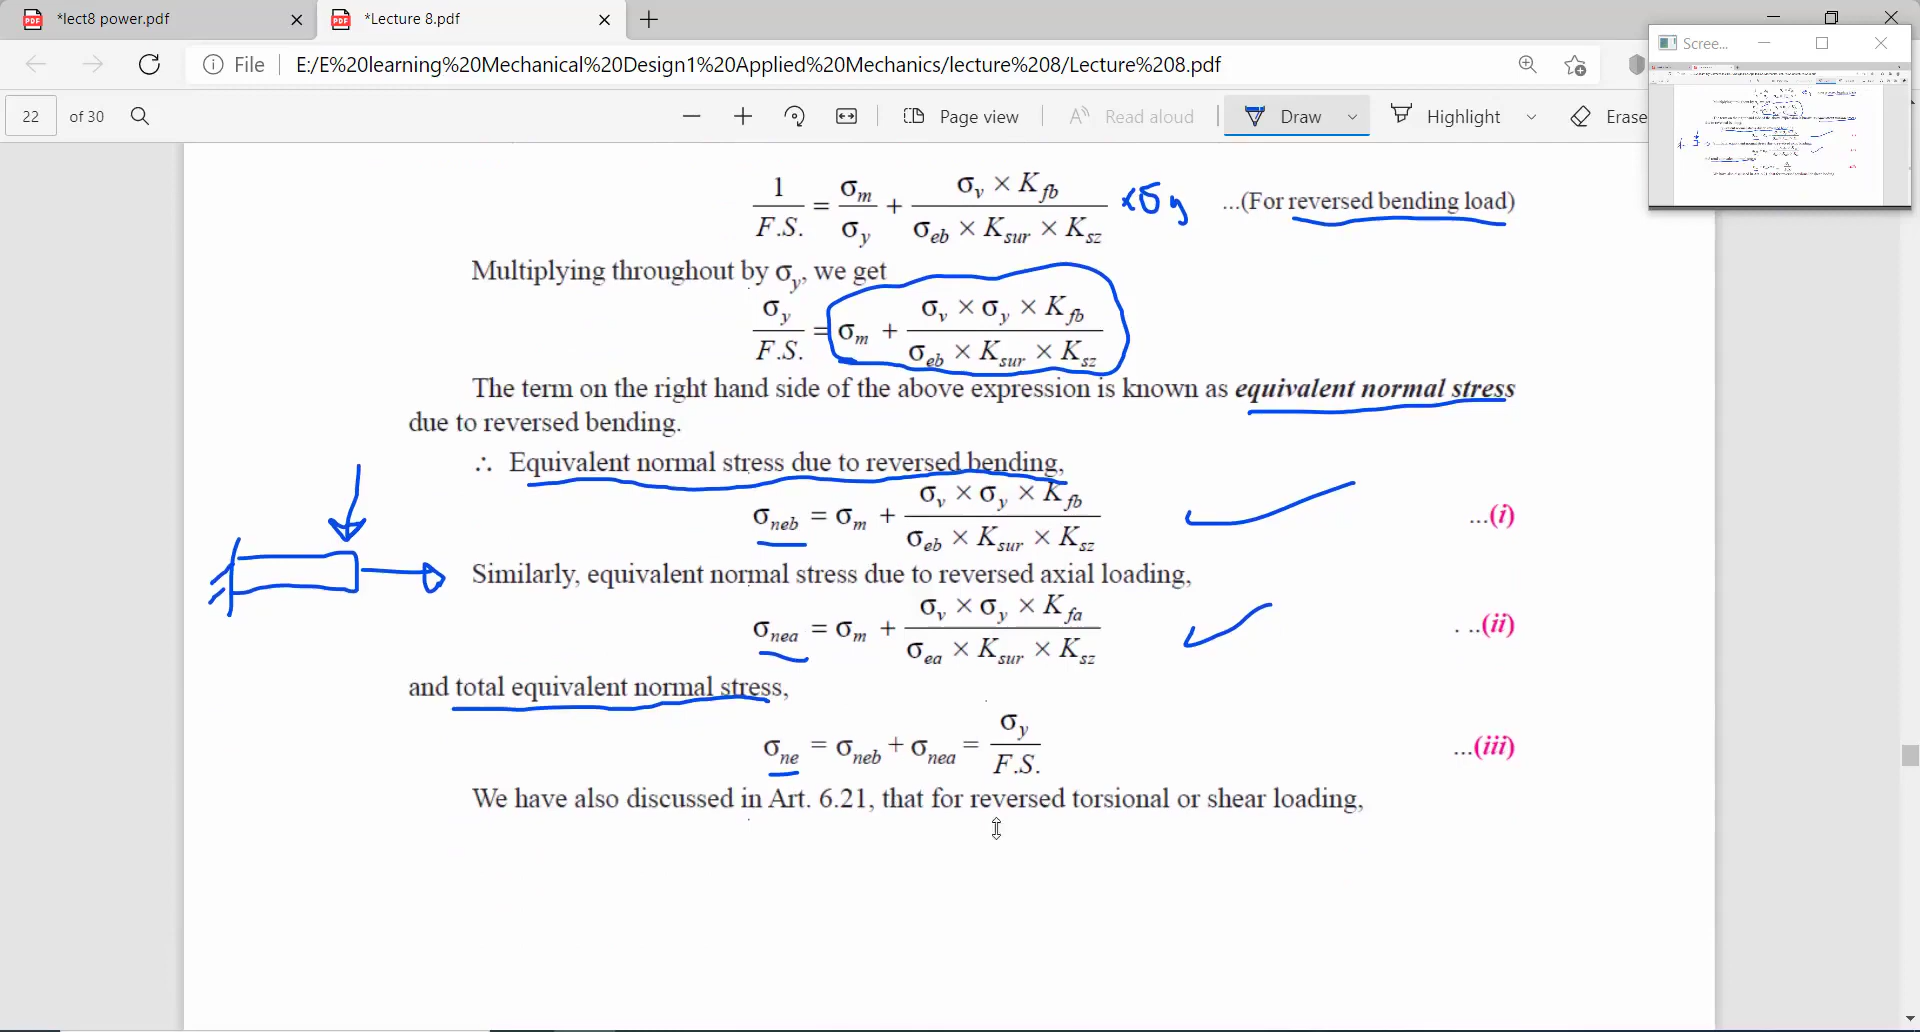 *lect8 power.pdf
*Lecture 8.pdf
File E:/E%20learning%20Mechanical%20Design1%20Applied%20Mechanics/lecture%208/Lecture%208.pdf
Scree...
22 of 30 Page view Read aloud Draw Highlight Erase
1/F.S. = σm/σy + σv × Kfb/σeb × Ksur × Ksz ×σy ...(For reversed bending load)
Multiplying throughout by σy, we get
σy/F.S. = σm + σv × σy × Kfb/σeb × Ksur × Ksz
The term on the right hand side of the above expression is known as equivalent normal stress
due to reversed bending.
∴ Equivalent normal stress due to reversed bending,
σneb = σm + σv × σy × Kfb/σeb × Ksur × Ksz ...(i)
Similarly, equivalent normal stress due to reversed axial loading,
σnea = σm + σv × σy × Kfa/σea × Ksur × Ksz . ..(ii)
and total equivalent normal stress,
σne = σneb + σnea = σy/F.S. ...(iii)
We have also discussed in Art. 6.21, that for reversed torsional or shear loading,